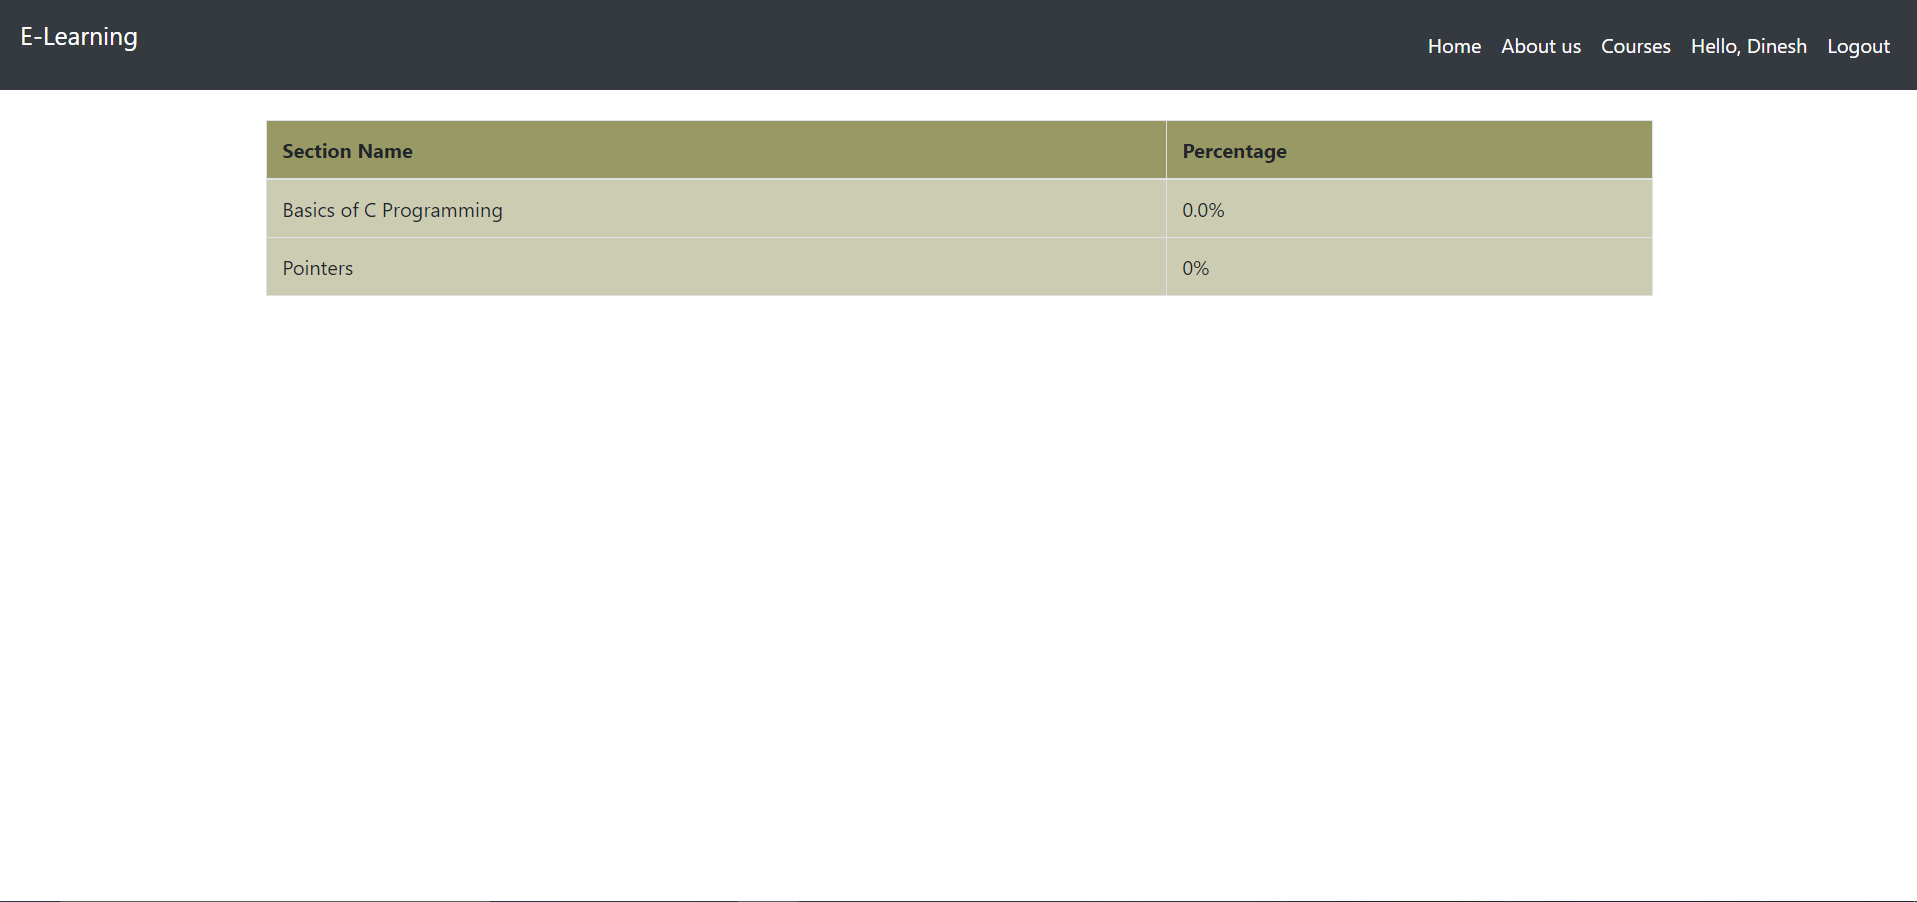 E-Learning
Home About us Courses Hello, Dinesh Logout
Section Name Percentage
Basics of C Programming 0.0%
Pointers 0%